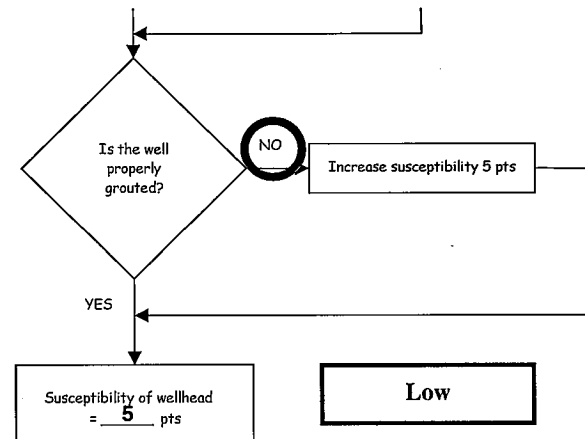 Is the well
properly
grouted?
NO
Increase susceptibility 5 pts
YES
Susceptibility of wellhead
= 5 pts
Low